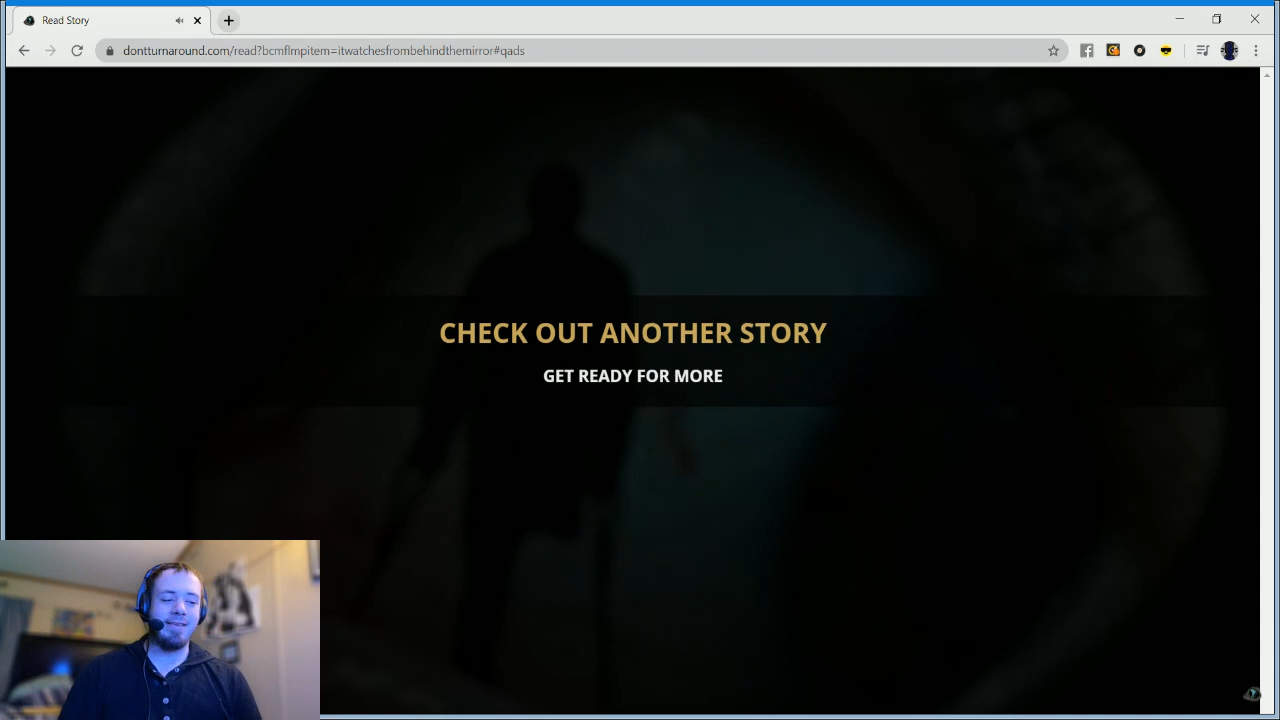 Read Story
dontturnaround.com/read?bcmflmpitem=itwatchesfrombehindthemirror#qads
CHECK OUT ANOTHER STORY
GET READY FOR MORE